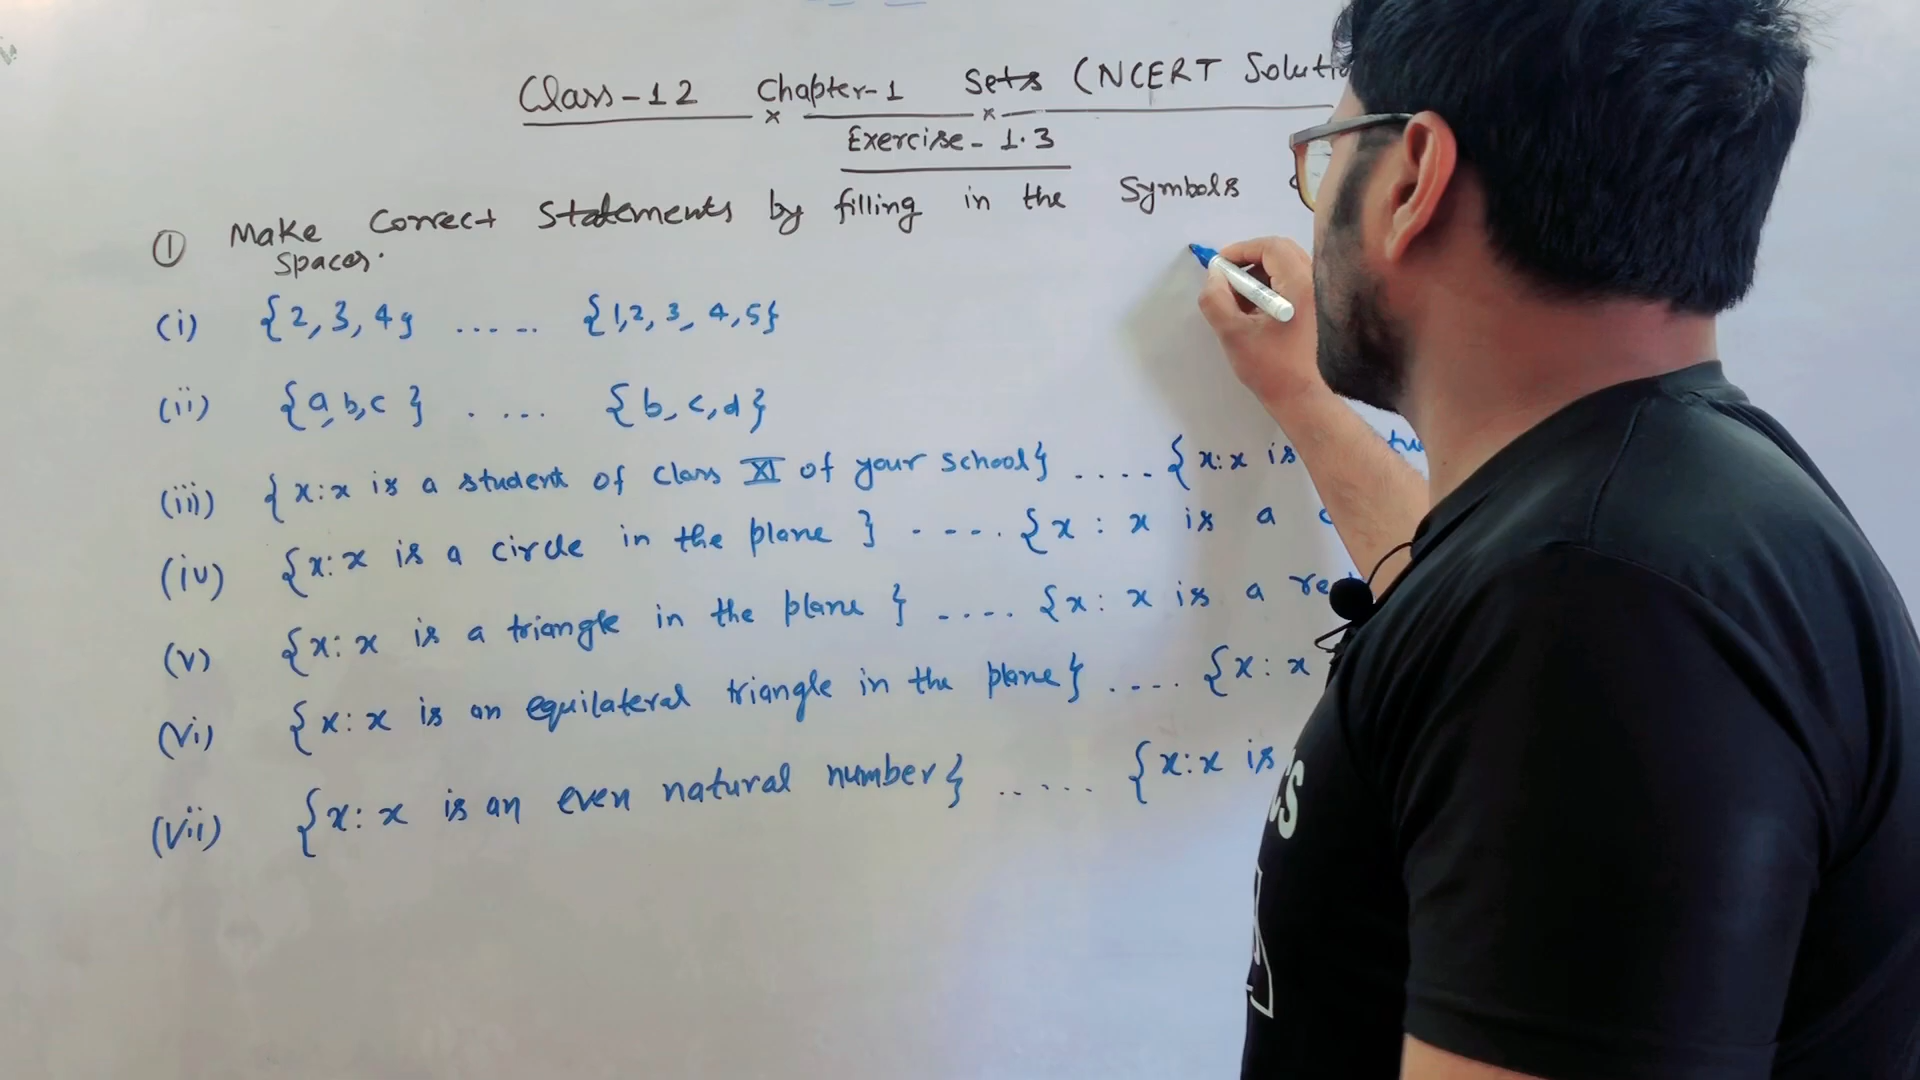 Class-12 x Chapter-1 x Sets (NCERT
Exercise-1.3
① Make Correct Statements by filling in the Symbols
spaces.
(i) {2, 3, 4} ...... {1,2, 3, 4,5}
(ii) {a,b,c} .... {b, c,d}
(iii) {x:x is a student of Class XI of your school} .... {x:x is
(iv) {x:x is a circle in the plane} .... {x : x is a
(v) {x:x is a triangle in the plane} .... {x: x is a
(vi) {x:x is an equilateral triangle in the plane} .... {x: x
(vii) {x:x is an even natural number} ..... {x:x is